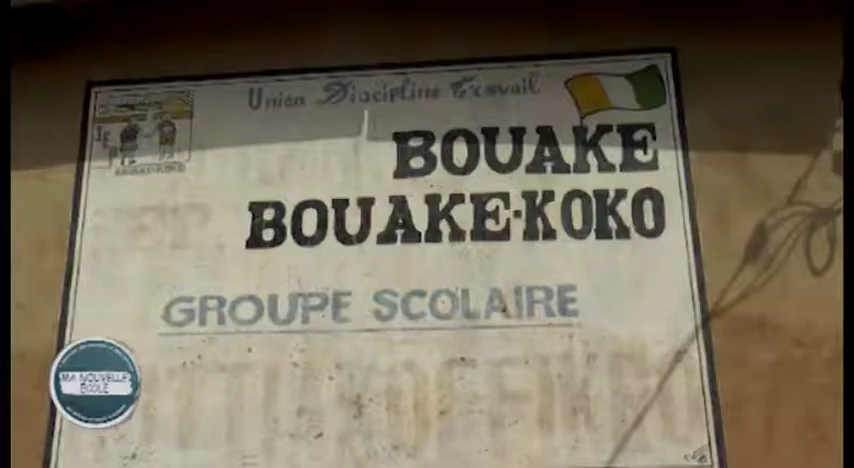 Union Discipline Travail
BOUAKE
BOUAKE-KOKO
GROUPE SCOLAIRE
MA NOUVELLE
ECOLE